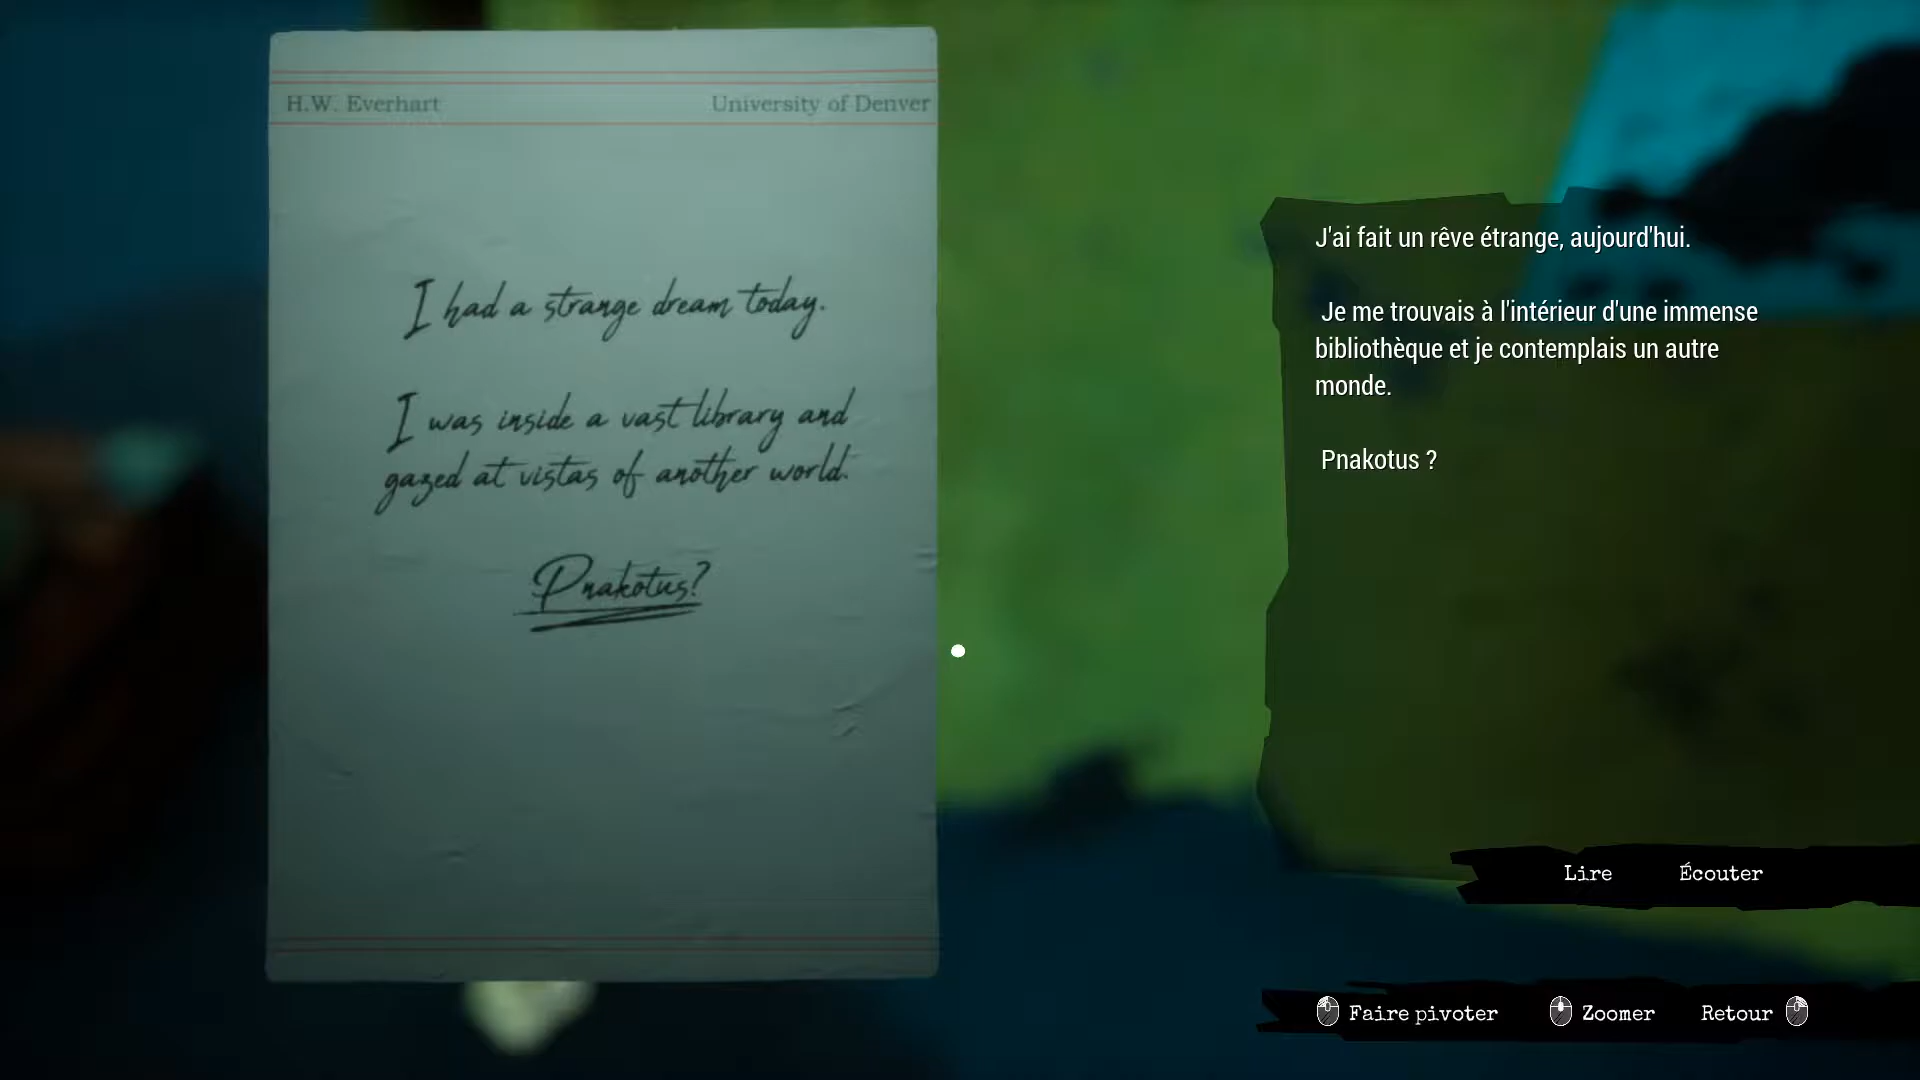 H.W. Everhart University of Denver
I had a strange dream today.
I was inside a vast library and
gazed at vistas of another world.
Pnakotus?
J'ai fait un rêve étrange, aujourd'hui.
Je me trouvais à l'intérieur d'une immense
bibliothèque et je contemplais un autre
monde.
Pnakotus ?
Lire Écouter
Faire pivoter Zoomer Retour